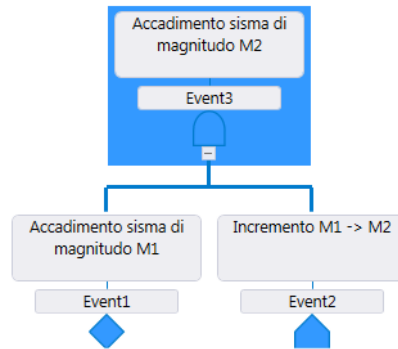 Accadimento sisma di
magnitudo M2
Event3
Accadimento sisma di
magnitudo M1
Event1
Incremento M1 -> M2
Event2